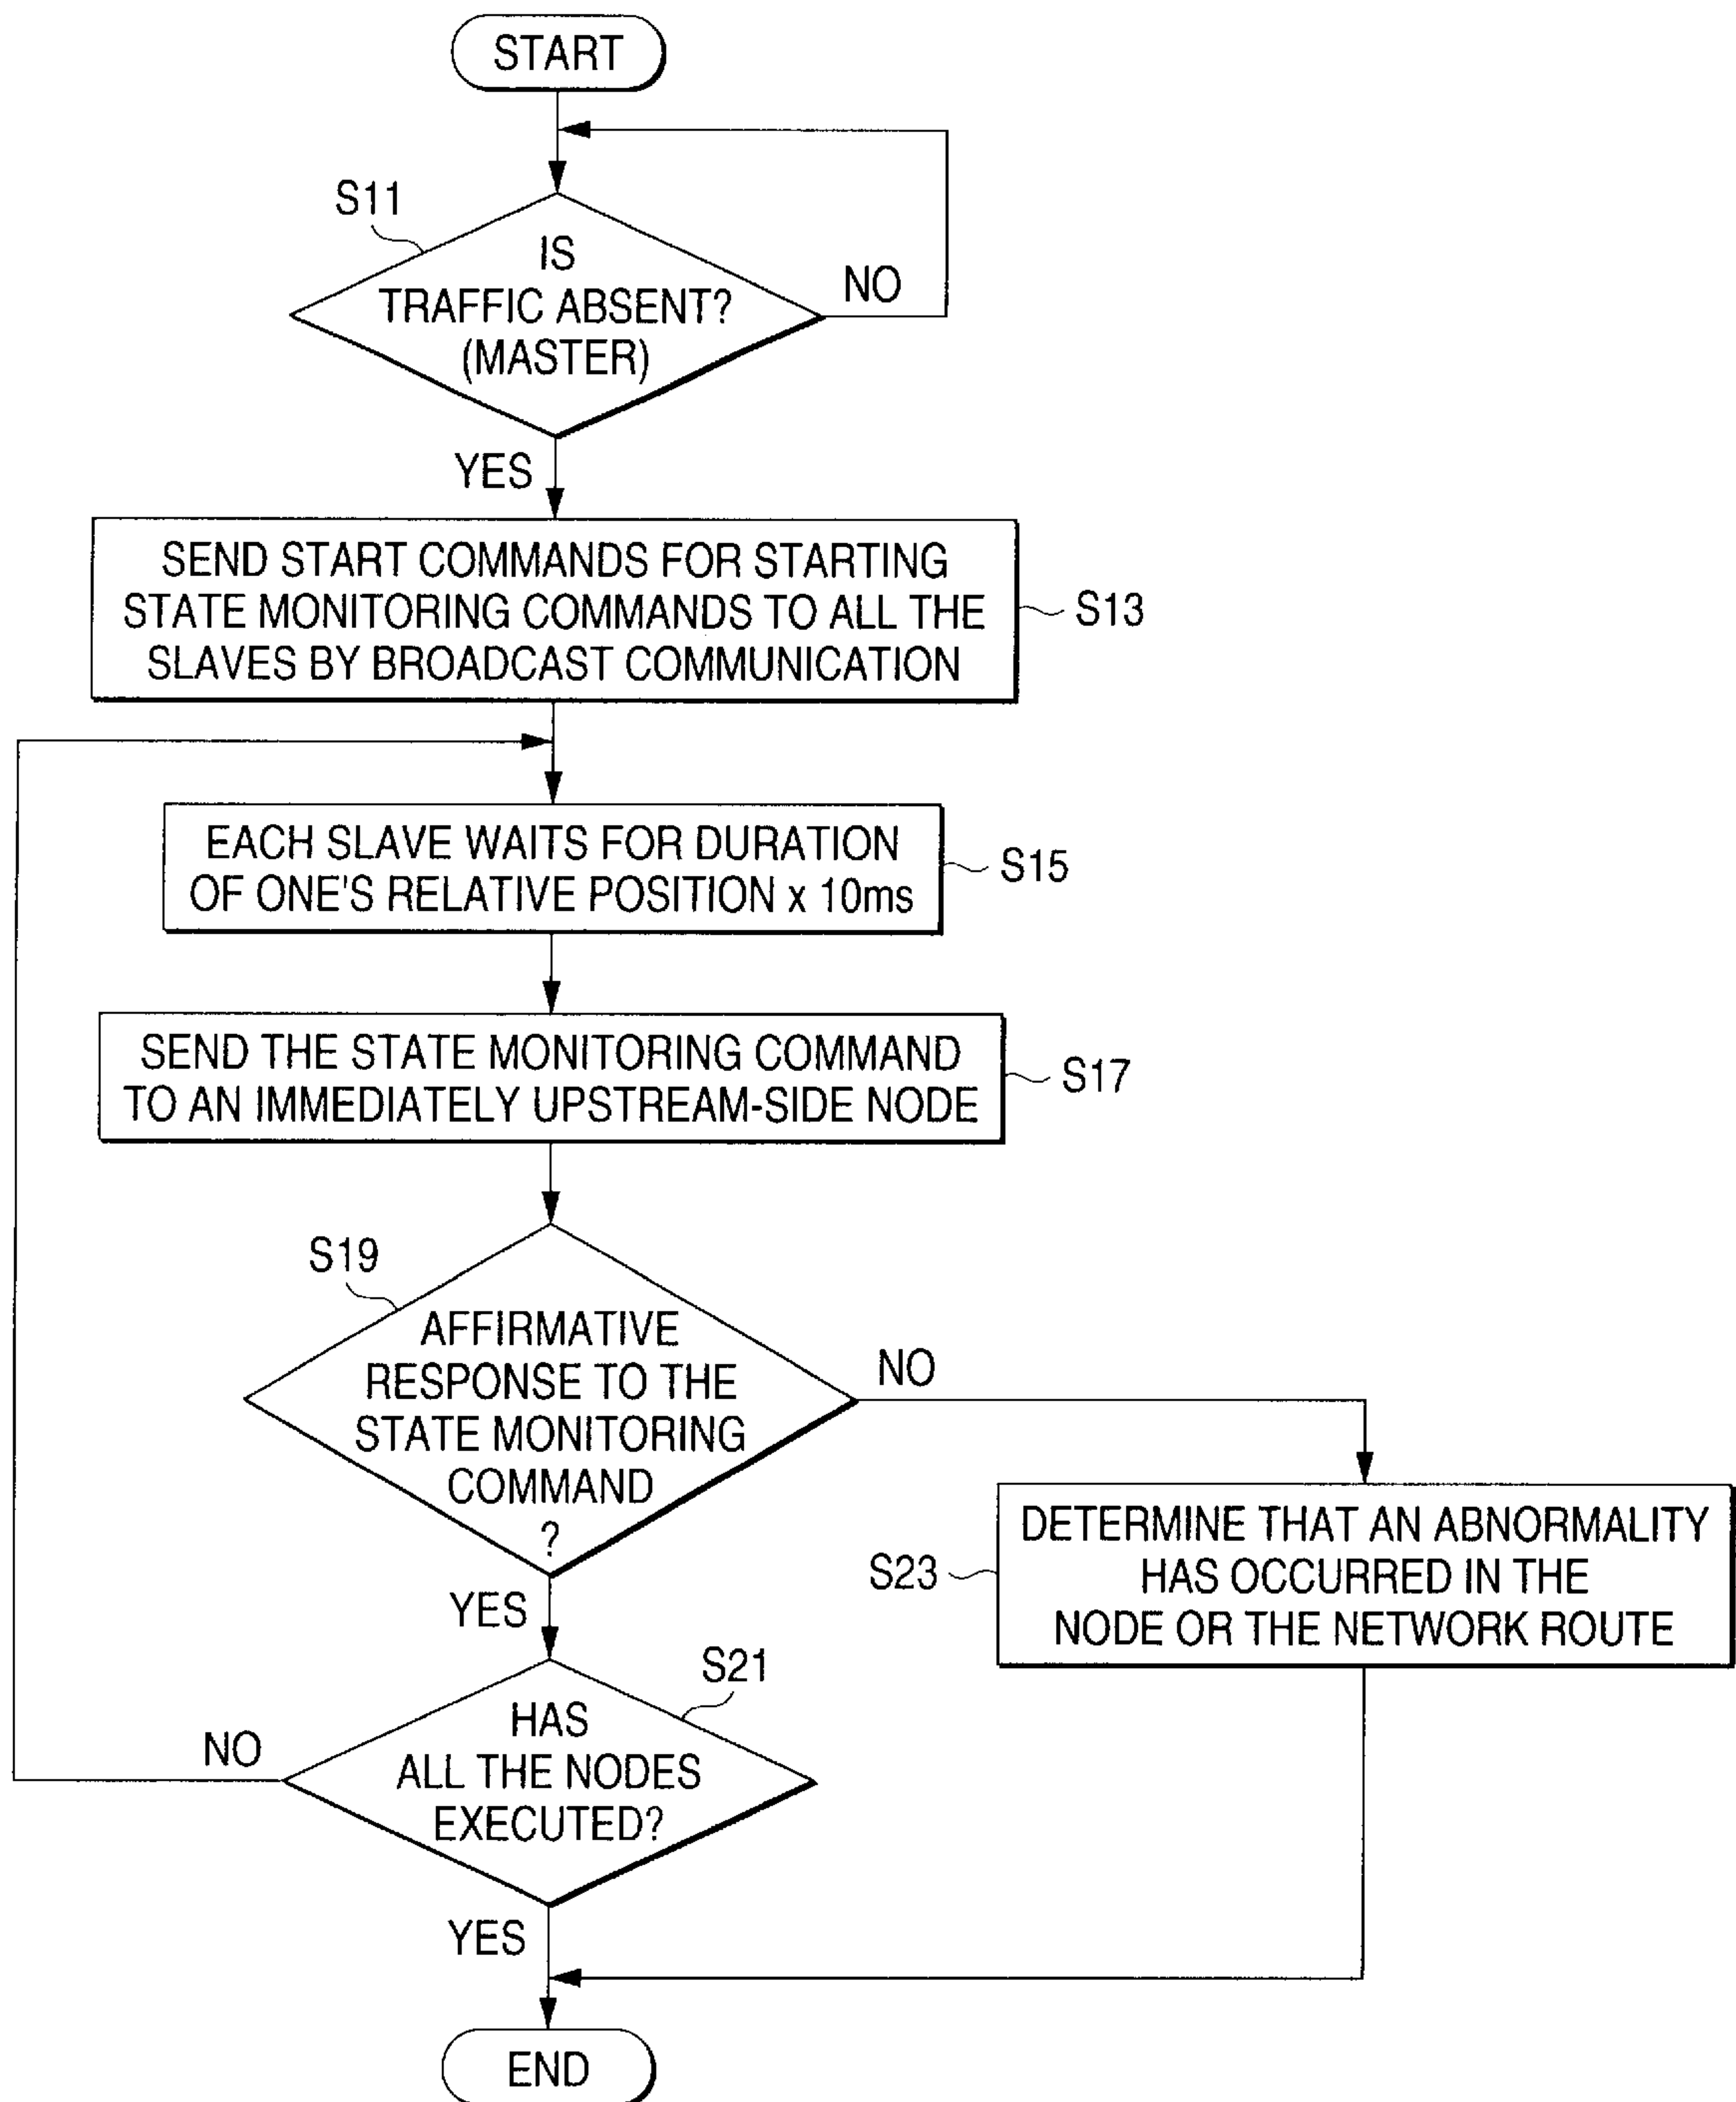 START
S11
IS
TRAFFIC ABSENT?
(MASTER)
NO
YES
SEND START COMMANDS FOR STARTING
STATE MONITORING COMMANDS TO ALL THE
SLAVES BY BROADCAST COMMUNICATION
S13
EACH SLAVE WAITS FOR DURATION
OF ONE'S RELATIVE POSITION x 10ms
S15
SEND THE STATE MONITORING COMMAND
TO AN IMMEDIATELY UPSTREAM-SIDE NODE
S17
S19
AFFIRMATIVE
RESPONSE TO THE
STATE MONITORING
COMMAND
?
NO
YES
DETERMINE THAT AN ABNORMALITY
HAS OCCURRED IN THE
NODE OR THE NETWORK ROUTE
S23
S21
HAS
ALL THE NODES
EXECUTED?
NO
YES
END